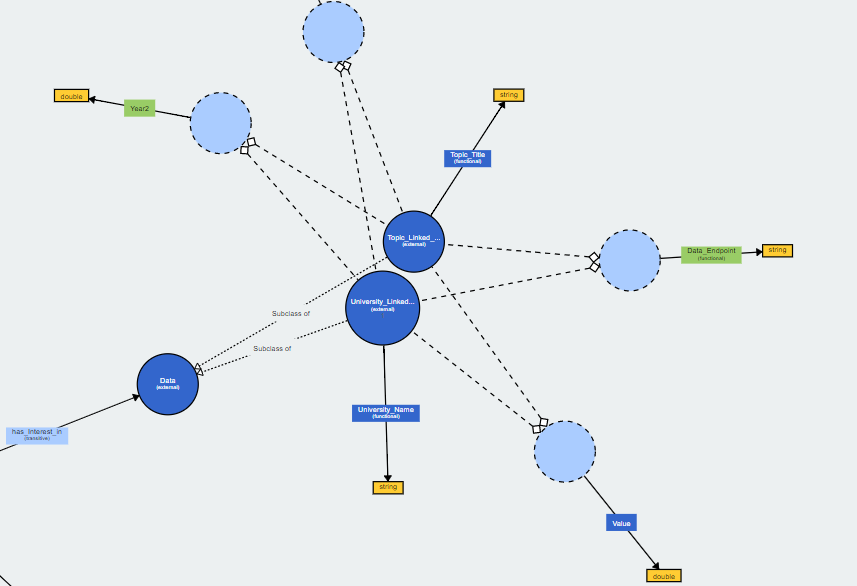 double
Year2
string
Topic_Title
(functional)
Topic_Linked_...
(external)
Data_Endpoint
(functional)
string
University_Linked...
(external)
Subclass of
Subclass of
Data
(external)
has_Interest_in
(transitive)
University_Name
(functional)
string
Value
double